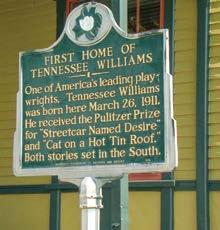 FIRST HOME OF
TENNESSEE WILLIAMS
One of America's leading play-
wrights, Tennessee Williams
was born here March 26, 1911.
He received the Pulitzer Prize
for "Streetcar Named Desire"
and "Cat on a Hot Tin Roof."
Both stories set in the South.